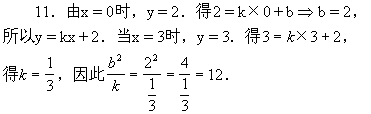 11．由x＝0时，y＝2．得2＝k×0＋b⇒b＝2，
所以y＝kx＋2．当x＝3时，y＝3．得3＝k×3＋2，
得k＝1/3，因此b²/k＝2²/(1/3)＝4/(1/3)＝12．